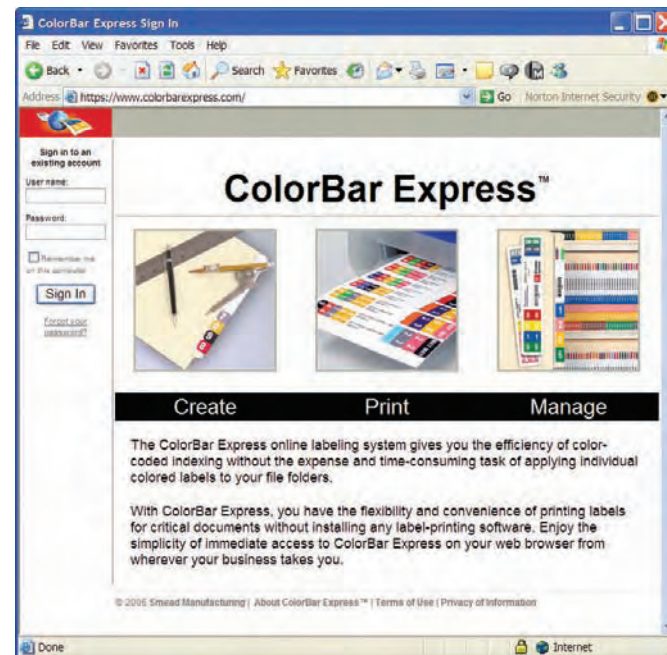 ColorBar Express Sign In
File Edit View Favorites Tools Help
Back Search Favorites
Address https://www.colorbarexpress.com/ Go Norton Internet Security
Sign in to an
existing account
User name:
Password:
Remember me
on this computer
Sign In
Forgot your
password?
ColorBar Express™
Create Print Manage
The ColorBar Express online labeling system gives you the efficiency of color-
coded indexing without the expense and time-consuming task of applying individual
colored labels to your file folders.
With ColorBar Express, you have the flexibility and convenience of printing labels
for critical documents without installing any label-printing software. Enjoy the
simplicity of immediate access to ColorBar Express on your web browser from
wherever your business takes you.
© 2006 Smead Manufacturing | About ColorBar Express™ | Terms of Use | Privacy of Information
Done Internet